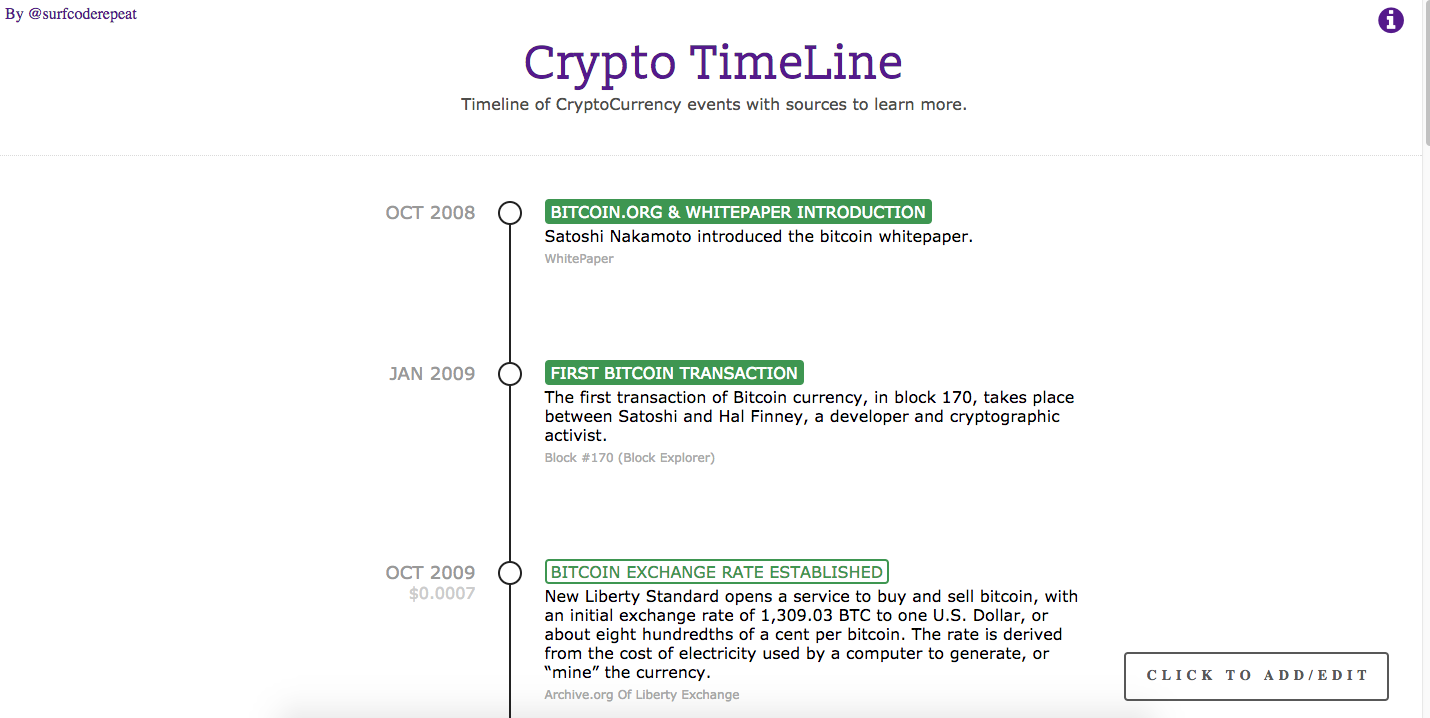 By @surfcoderepeat
Crypto TimeLine
Timeline of CryptoCurrency events with sources to learn more.
OCT 2008
BITCOIN.ORG & WHITEPAPER INTRODUCTION
Satoshi Nakamoto introduced the bitcoin whitepaper.
WhitePaper
JAN 2009
FIRST BITCOIN TRANSACTION
The first transaction of Bitcoin currency, in block 170, takes place
between Satoshi and Hal Finney, a developer and cryptographic
activist.
Block #170 (Block Explorer)
OCT 2009
$0.0007
BITCOIN EXCHANGE RATE ESTABLISHED
New Liberty Standard opens a service to buy and sell bitcoin, with
an initial exchange rate of 1,309.03 BTC to one U.S. Dollar, or
about eight hundredths of a cent per bitcoin. The rate is derived
from the cost of electricity used by a computer to generate, or
“mine” the currency.
Archive.org Of Liberty Exchange
CLICK TO ADD/EDIT